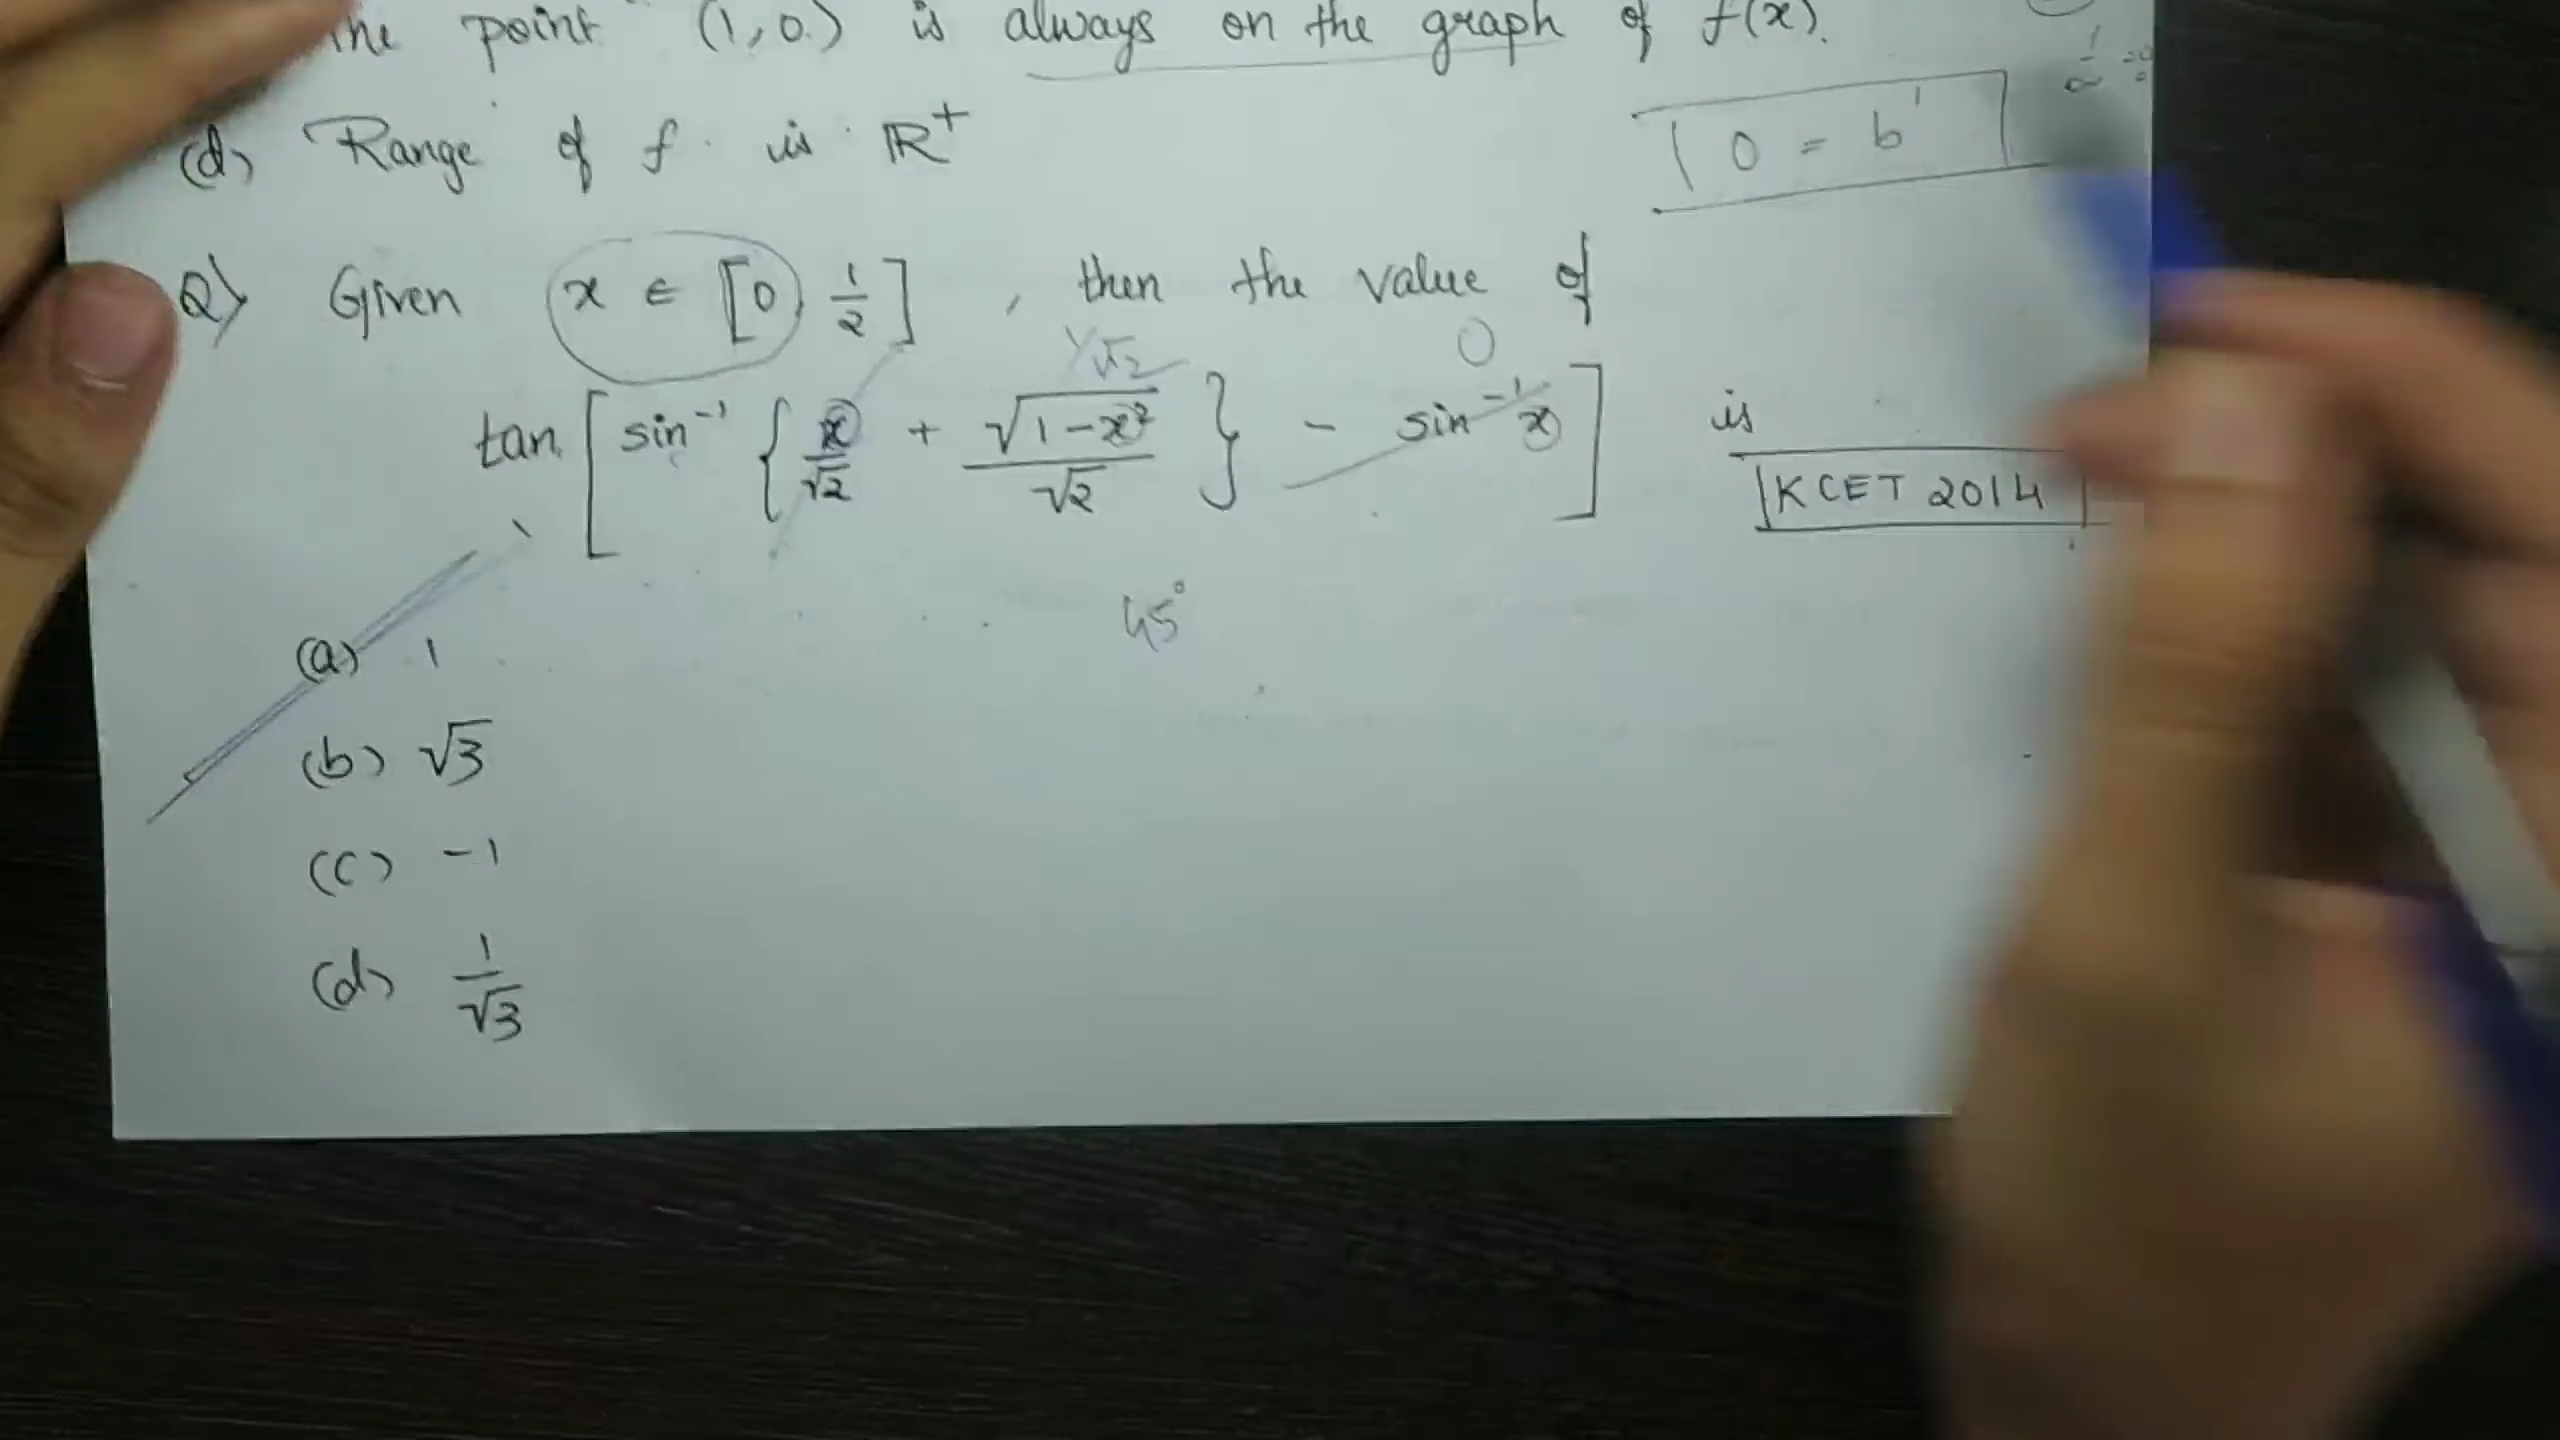 the point (1,0) is always on the graph of f(x).
(d) Range of f is ℝ⁺
0 = b¹
Q) Given x ∈ [0, 1/2], then the value of
1/√2 0
tan [sin⁻¹ {x/√2 + √(1-x²)/√2} - sin⁻¹ x] is
KCET 2014
45°
(a) 1
(b) √3
(c) -1
(d) 1/√3